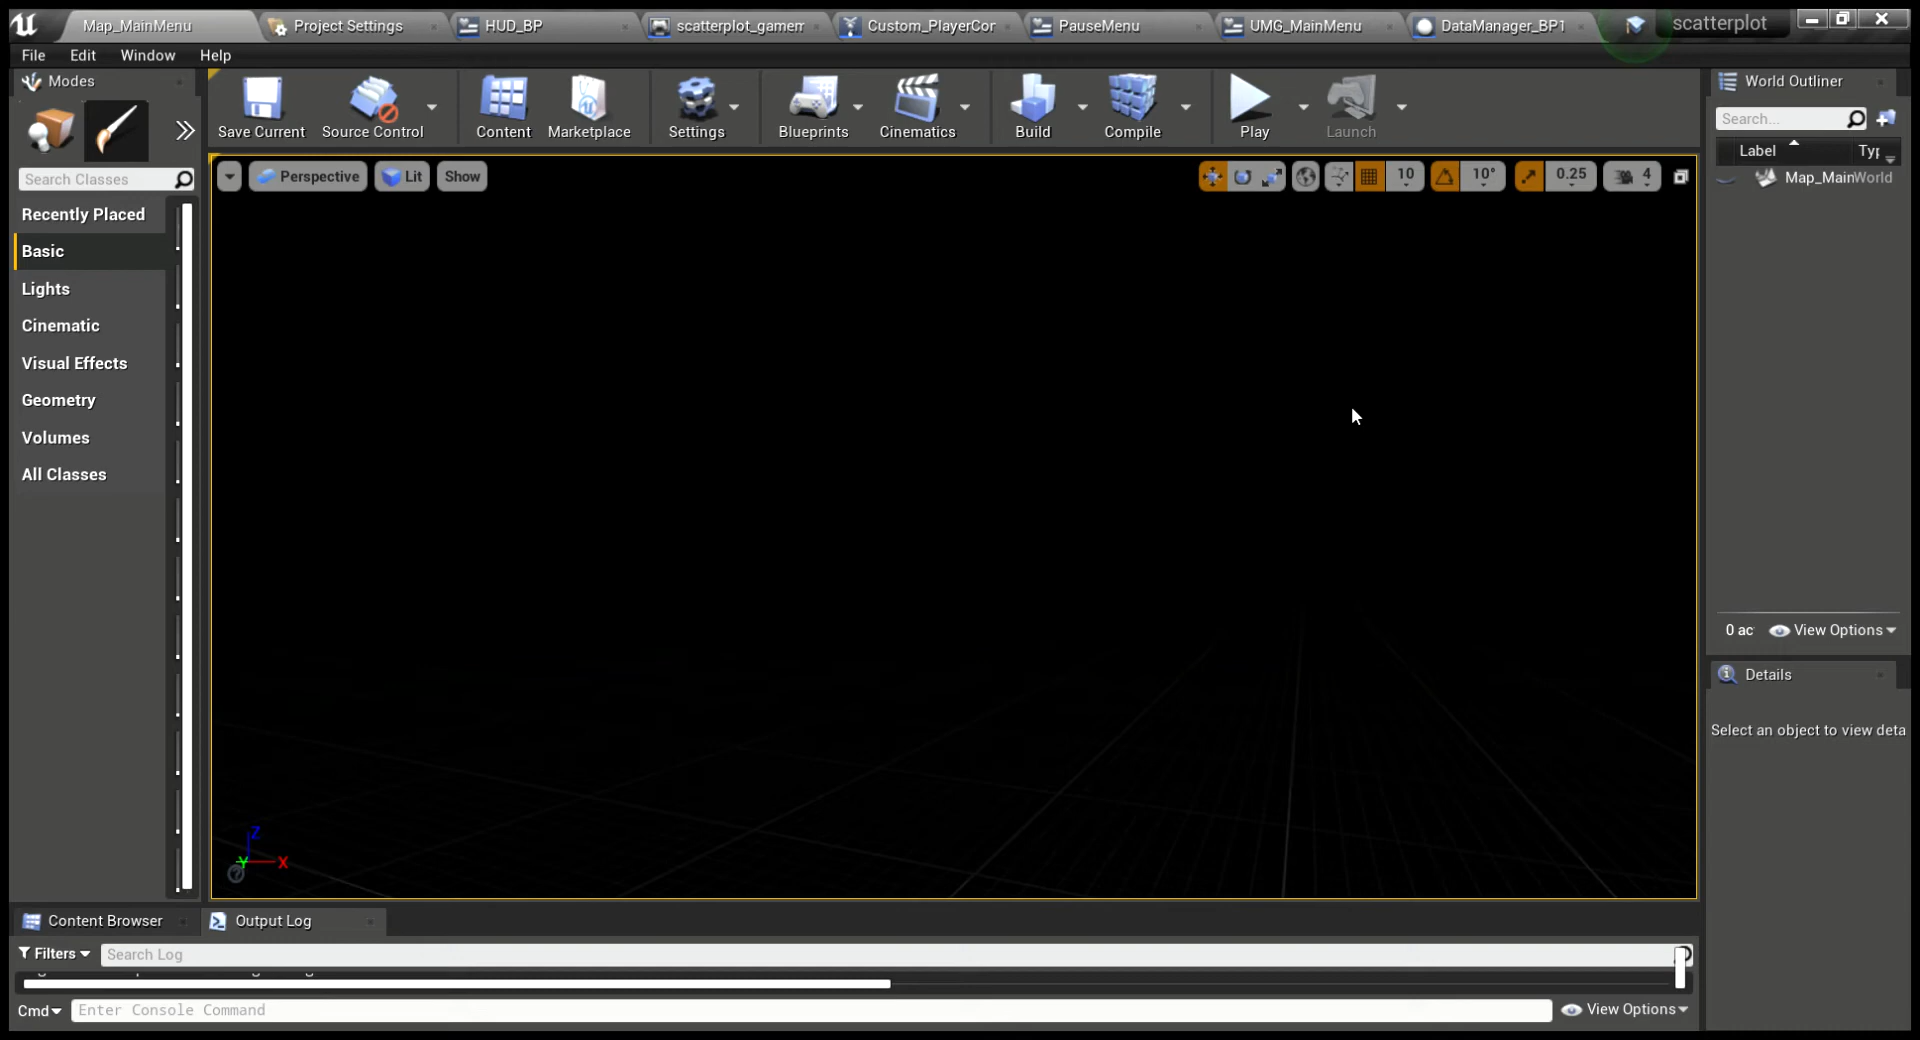 Map_MainMenu
Project Settings
HUD_BP
scatterplot_gamem
Custom_PlayerCor
PauseMenu
UMG_MainMenu
DataManager_BP1
scatterplot
File Edit Window Help
Modes
Save Current
Source Control
Content
Marketplace
Settings
Blueprints
Cinematics
Build
Compile
Play
Launch
World Outliner
Search...
Label
Typ
Map_Main
World
Search Classes
Recently Placed
Basic
Lights
Cinematic
Visual Effects
Geometry
Volumes
All Classes
Perspective
Lit
Show
10
10°
0.25
4
Z
Y
X
0 ac
View Options
Details
Select an object to view deta
Content Browser
Output Log
Filters
Search Log
Cmd
Enter Console Command
View Options